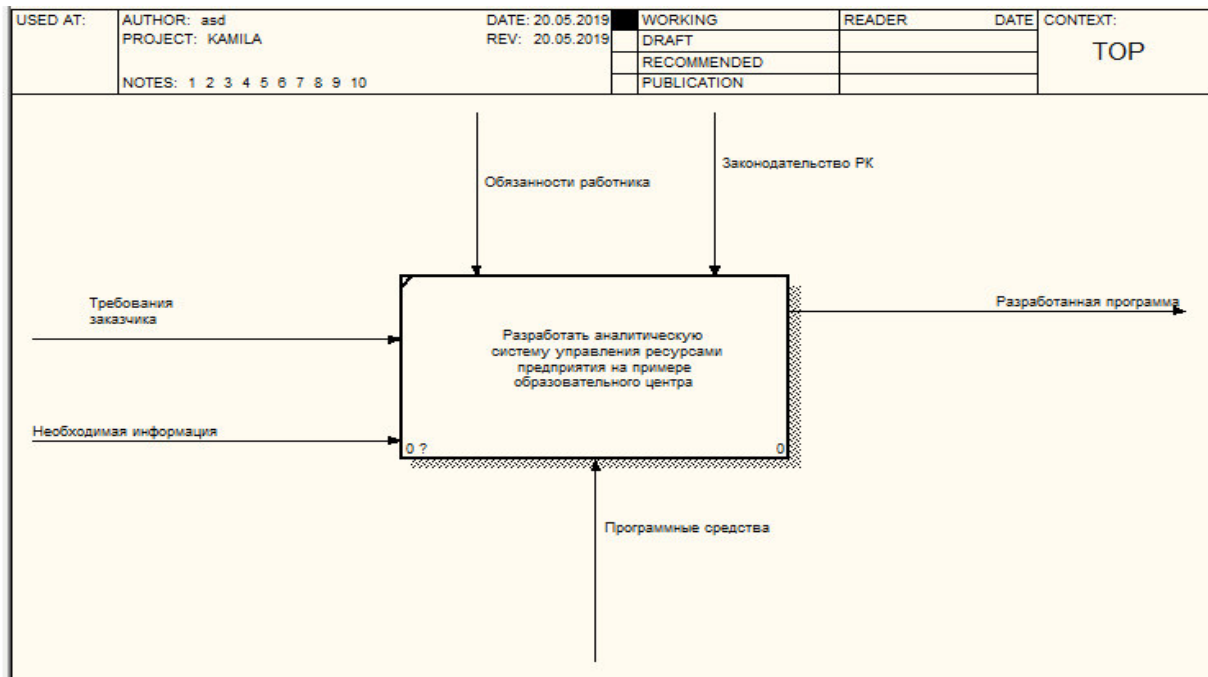 USED AT:
AUTHOR: asd
DATE: 20.05.2019
WORKING
READER
DATE
CONTEXT:
PROJECT: KAMILA
REV: 20.05.2019
DRAFT
TOP
RECOMMENDED
NOTES: 1 2 3 4 5 6 7 8 9 10
PUBLICATION
Законодательство РК
Обязанности работника
Требования
заказчика
Разработанная программа
Разработать аналитическую
систему управления ресурсами
предприятия на примере
образовательного центра
Необходимая информация
0 ?
0
Программные средства